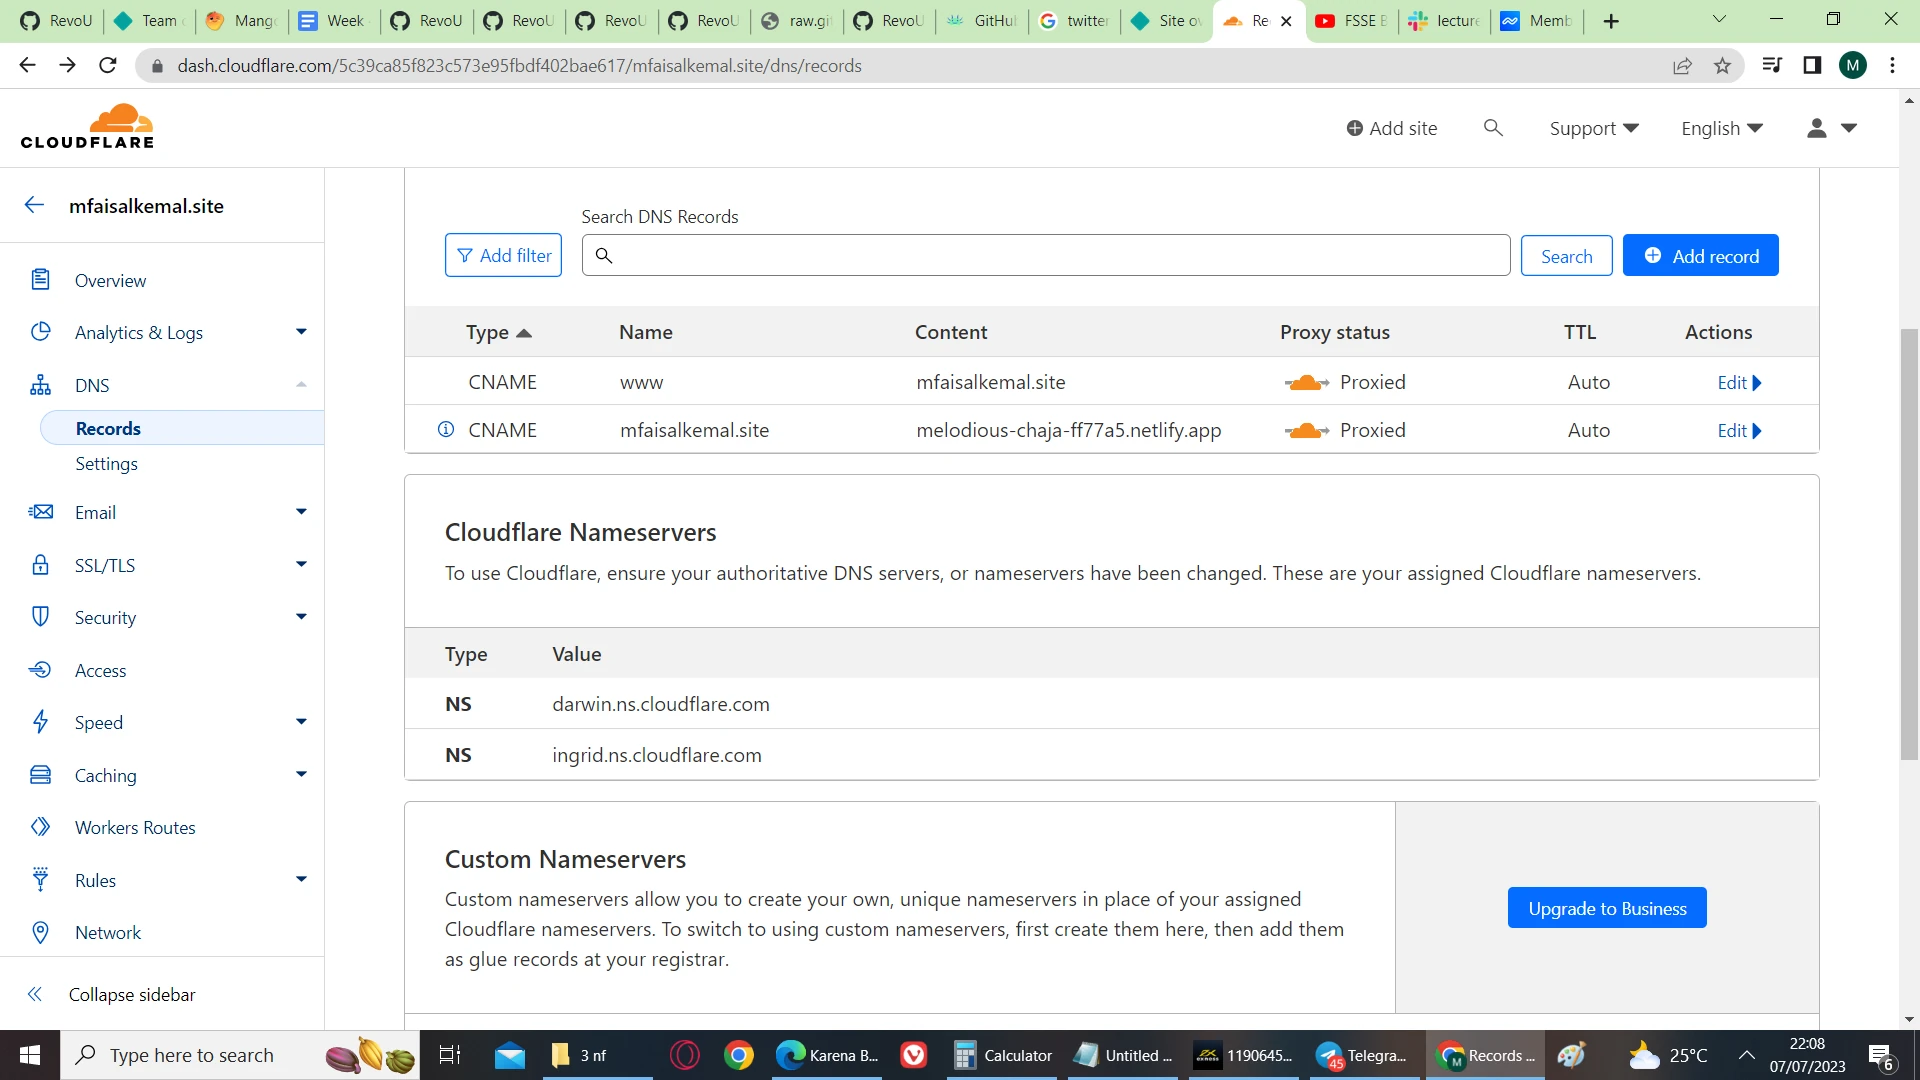 RevoU
Team
Mang
Week
RevoU
RevoU
RevoU
RevoU
raw.gi
RevoU
GitHub
twitter
Site ov
Re
FSSE B
lecture
Memb
dash.cloudflare.com/5c39ca85f823c573e95fbdf402bae617/mfaisalkemal.site/dns/records
M
CLOUDFLARE
Add site
Support
English
mfaisalkemal.site
Overview
Analytics & Logs
DNS
Records
Settings
Email
SSL/TLS
Security
Access
Speed
Caching
Workers Routes
Rules
Network
Collapse sidebar
Search DNS Records
Add filter
Search
Add record
Type Name Content Proxy status TTL Actions
CNAME www mfaisalkemal.site Proxied Auto Edit
CNAME mfaisalkemal.site melodious-chaja-ff77a5.netlify.app Proxied Auto Edit
Cloudflare Nameservers
To use Cloudflare, ensure your authoritative DNS servers, or nameservers have been changed. These are your assigned Cloudflare nameservers.
Type Value
NS darwin.ns.cloudflare.com
NS ingrid.ns.cloudflare.com
Custom Nameservers
Custom nameservers allow you to create your own, unique nameservers in place of your assigned
Cloudflare nameservers. To switch to using custom nameservers, first create them here, then add them
as glue records at your registrar.
Upgrade to Business
Type here to search
3 nf
Karena B...
Calculator
Untitled ...
1190645...
45
Telegra...
M
Records ...
25°C
22:08
07/07/2023
6